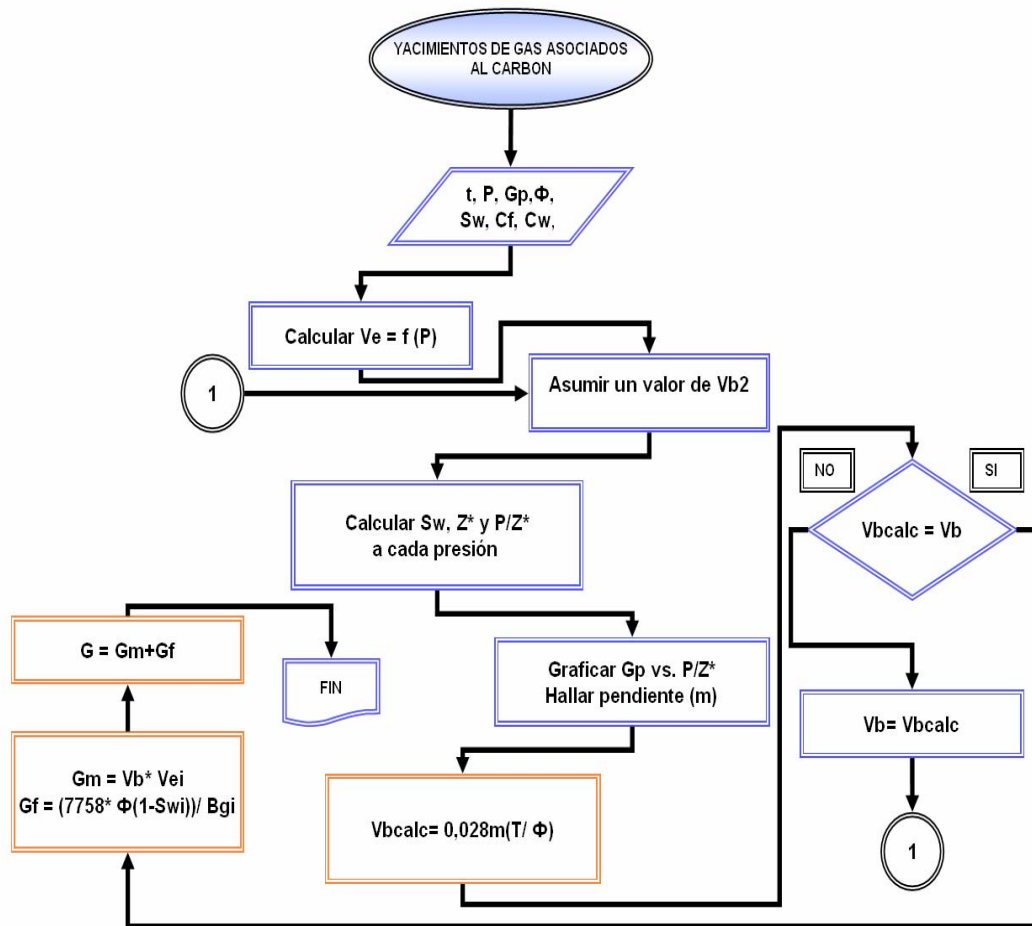 YACIMIENTOS DE GAS ASOCIADOS
AL CARBON
t, P, Gp,Φ,
Sw, Cf, Cw,
Calcular Ve = f (P)
1
Asumir un valor de Vb2
Calcular Sw, Z* y P/Z*
a cada presión
Graficar Gp vs. P/Z*
Hallar pendiente (m)
Vbcalc= 0,028m(T/ Φ)
NO
SI
Vbcalc = Vb
Vb= Vbcalc
1
Gm = Vb* Vei
Gf = (7758* Φ(1-Swi))/ Bgi
G = Gm+Gf
FIN